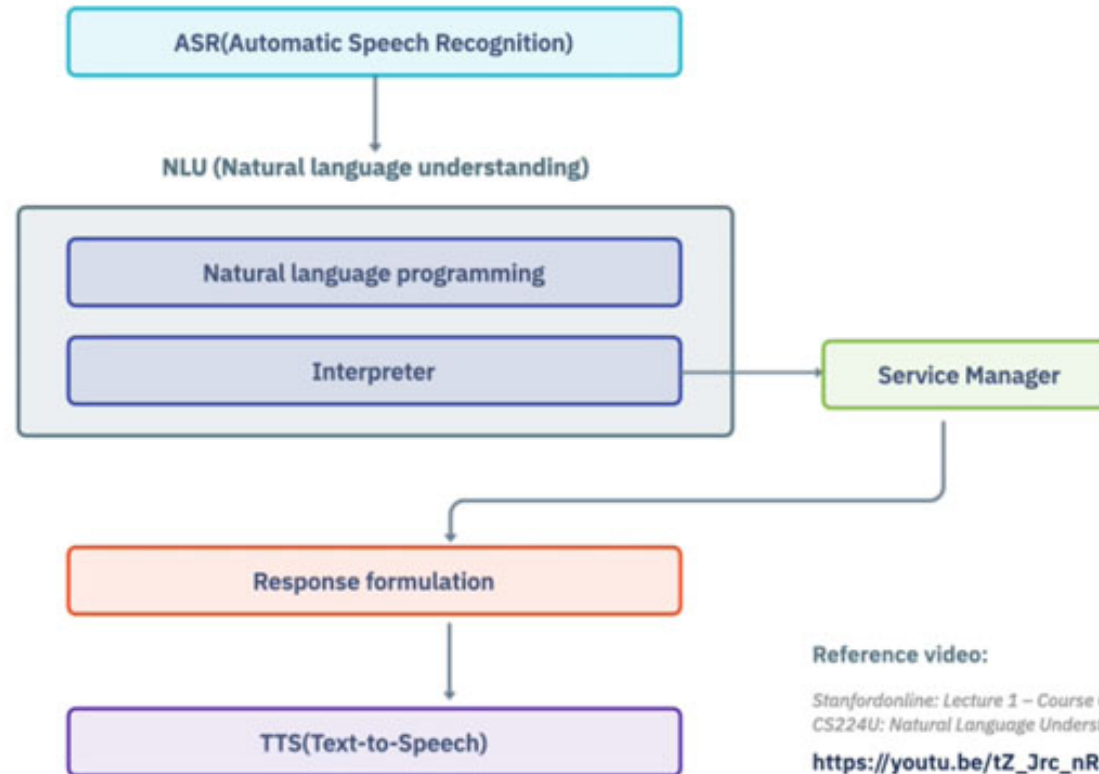 ASR(Automatic Speech Recognition)
NLU (Natural language understanding)
Natural language programming
Interpreter
Service Manager
Response formulation
TTS(Text-to-Speech)
Reference video:
Stanfordonline: Lecture 1 – Course
CS224U: Natural Language
https://youtu.be/tZ_Jrc_nR